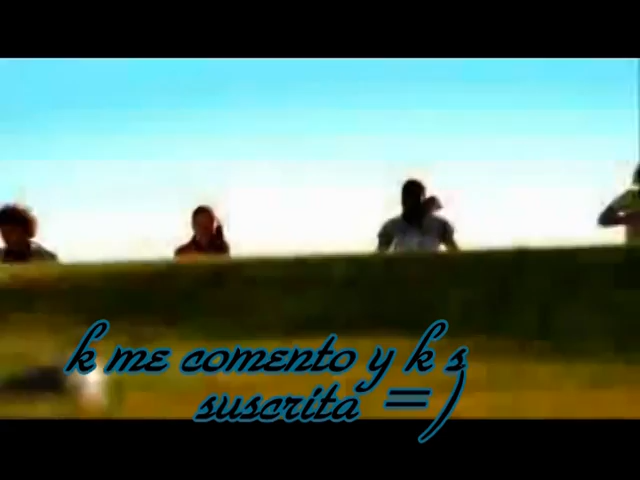 k me comento y k s
suscrita =)